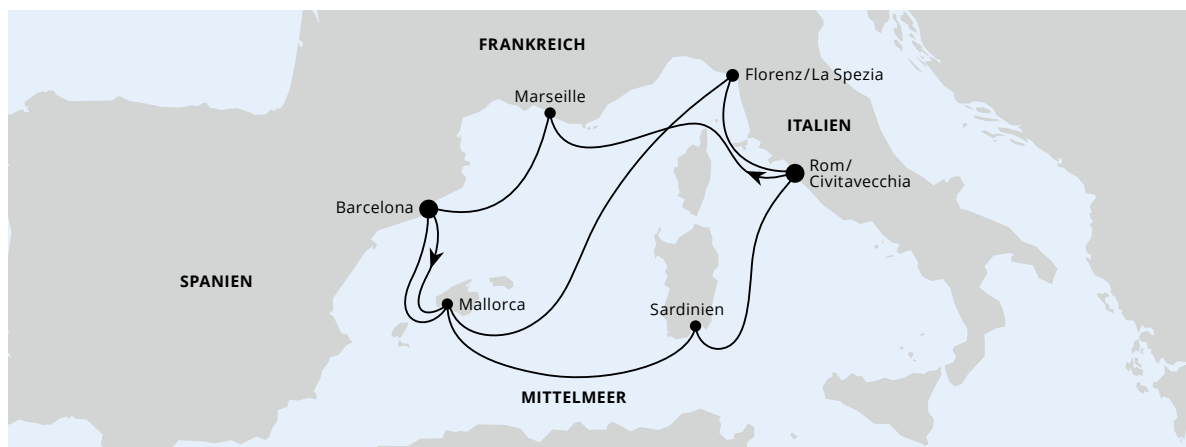 FRANKREICH
Florenz/La Spezia
Marseille
ITALIEN
Rom/
Civitavecchia
Barcelona
SPANIEN
Mallorca
Sardinien
MITTELMEER